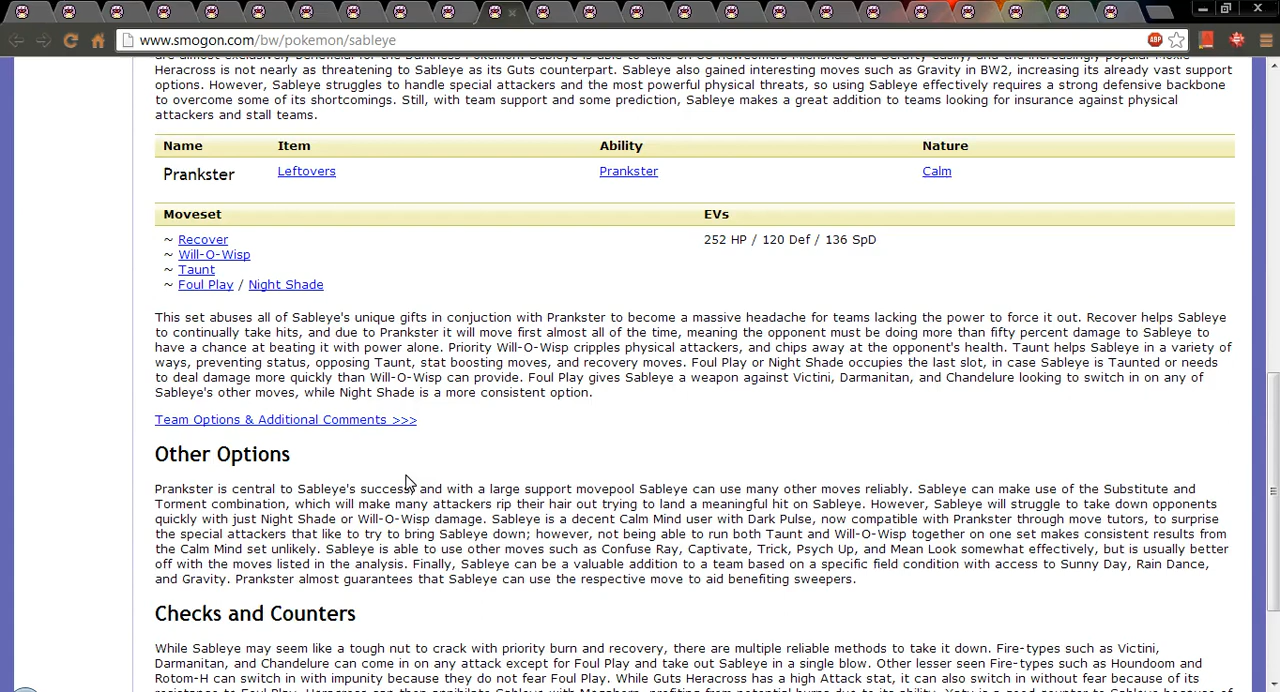 www.smogon.com/bw/pokemon/sableye
ABP
Heracross is not nearly as threatening to Sableye as its Guts counterpart. Sableye also gained interesting moves such as Gravity in BW2, increasing its already vast support
options. However, Sableye struggles to handle special attackers and the most powerful physical threats, so using Sableye effectively requires a strong defensive backbone
to overcome some of its shortcomings. Still, with team support and some prediction, Sableye makes a great addition to teams looking for insurance against physical
attackers and stall teams.
Name Item Ability Nature
Prankster Leftovers Prankster Calm
Moveset EVs
~ Recover 252 HP / 120 Def / 136 SpD
~ Will-O-Wisp
~ Taunt
~ Foul Play / Night Shade
This set abuses all of Sableye's unique gifts in conjuction with Prankster to become a massive headache for teams lacking the power to force it out. Recover helps Sableye
to continually take hits, and due to Prankster it will move first almost all of the time, meaning the opponent must be doing more than fifty percent damage to Sableye to
have a chance at beating it with power alone. Priority Will-O-Wisp cripples physical attackers, and chips away at the opponent's health. Taunt helps Sableye in a variety of
ways, preventing status, opposing Taunt, stat boosting moves, and recovery moves. Foul Play or Night Shade occupies the last slot, in case Sableye is Taunted or needs
to deal damage more quickly than Will-O-Wisp can provide. Foul Play gives Sableye a weapon against Victini, Darmanitan, and Chandelure looking to switch in on any of
Sableye's other moves, while Night Shade is a more consistent option.
Team Options & Additional Comments >>>
Other Options
Prankster is central to Sableye's success, and with a large support movepool Sableye can use many other moves reliably. Sableye can make use of the Substitute and
Torment combination, which will make many attackers rip their hair out trying to land a meaningful hit on Sableye. However, Sableye will struggle to take down opponents
quickly with just Night Shade or Will-O-Wisp damage. Sableye is a decent Calm Mind user with Dark Pulse, now compatible with Prankster through move tutors, to surprise
the special attackers that like to try to bring Sableye down; however, not being able to run both Taunt and Will-O-Wisp together on one set makes consistent results from
the Calm Mind set unlikely. Sableye is able to use other moves such as Confuse Ray, Captivate, Trick, Psych Up, and Mean Look somewhat effectively, but is usually better
off with the moves listed in the analysis. Finally, Sableye can be a valuable addition to a team based on a specific field condition with access to Sunny Day, Rain Dance,
and Gravity. Prankster almost guarantees that Sableye can use the respective move to aid benefiting sweepers.
Checks and Counters
While Sableye may seem like a tough nut to crack with priority burn and recovery, there are multiple reliable methods to take it down. Fire-types such as Victini,
Darmanitan, and Chandelure can come in on any attack except for Foul Play and take out Sableye in a single blow. Other lesser seen Fire-types such as Houndoom and
Rotom-H can switch in with impunity because they do not fear Foul Play. While Guts Heracross has a high Attack stat, it can also switch in without fear because of its